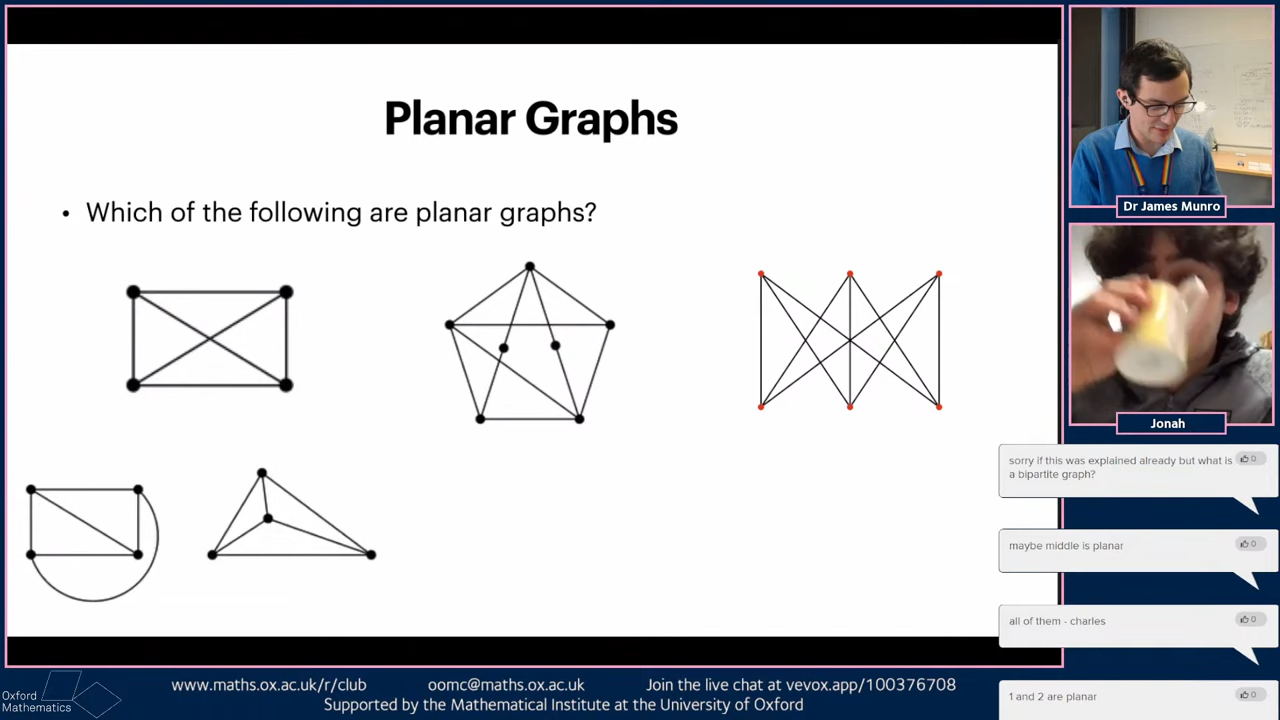 Planar Graphs
• Which of the following are planar graphs?
Dr James Munro
Jonah
sorry if this was explained already but what is
a bipartite graph?
0
maybe middle is planar
0
all of them - charles
0
1 and 2 are planar
0
Oxford
Mathematics
www.maths.ox.ac.uk/r/club oomc@maths.ox.ac.uk Join the live chat at vevox.app/100376708
Supported by the Mathematical Institute at the University of Oxford